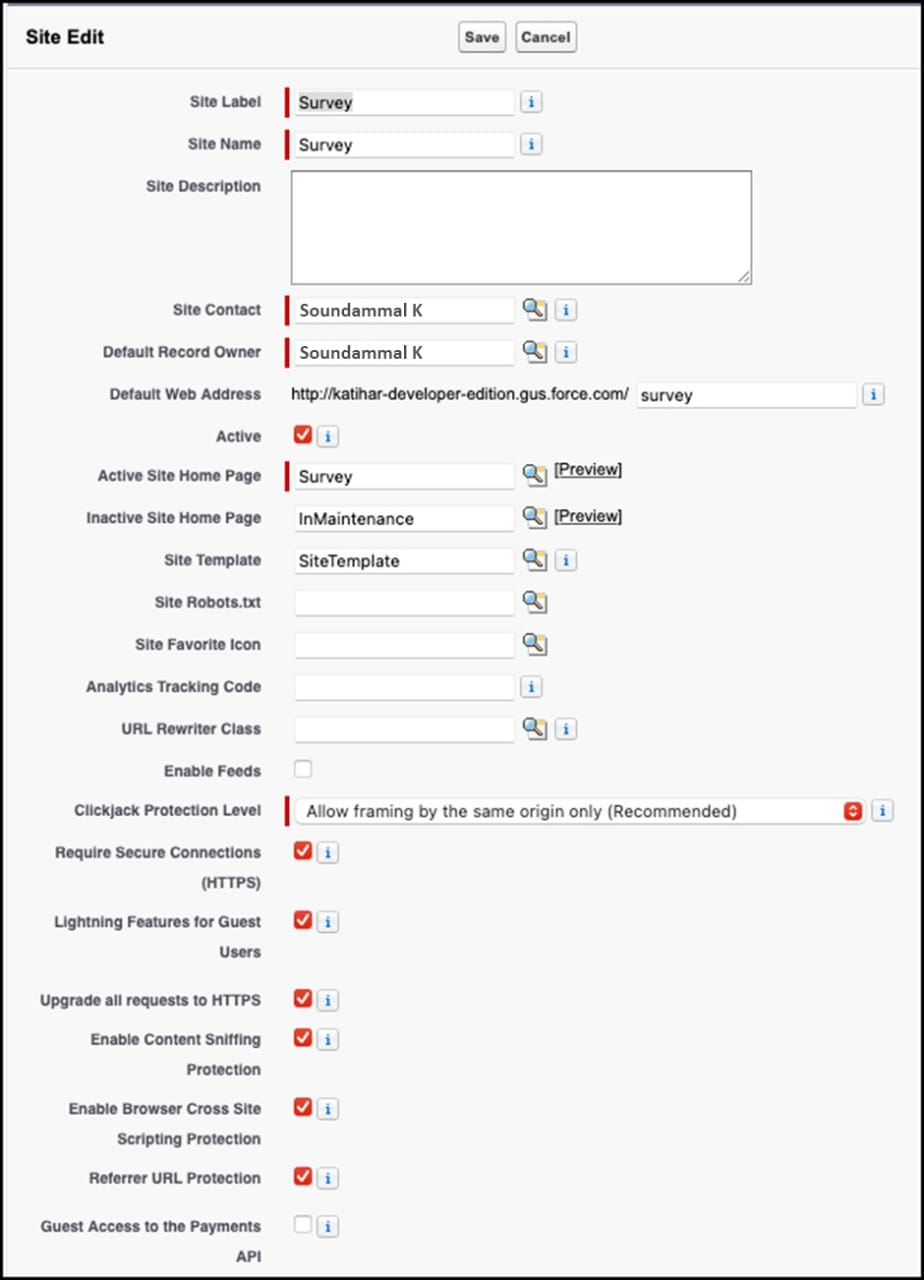 Site Edit Save Cancel
Site Label Survey i
Site Name Survey i
Site Description
Site Contact Soundammal K i
Default Record Owner Soundammal K i
Default Web Address http://katihar-developer-edition.gus.force.com/ survey i
Active i
Active Site Home Page Survey [Preview]
Inactive Site Home Page InMaintenance [Preview]
Site Template SiteTemplate i
Site Robots.txt
Site Favorite Icon
Analytics Tracking Code i
URL Rewriter Class i
Enable Feeds
Clickjack Protection Level Allow framing by the same origin only (Recommended) i
Require Secure Connections i
(HTTPS)
Lightning Features for Guest i
Users
Upgrade all requests to HTTPS i
Enable Content Sniffing i
Protection
Enable Browser Cross Site i
Scripting Protection
Referrer URL Protection i
Guest Access to the Payments i
API